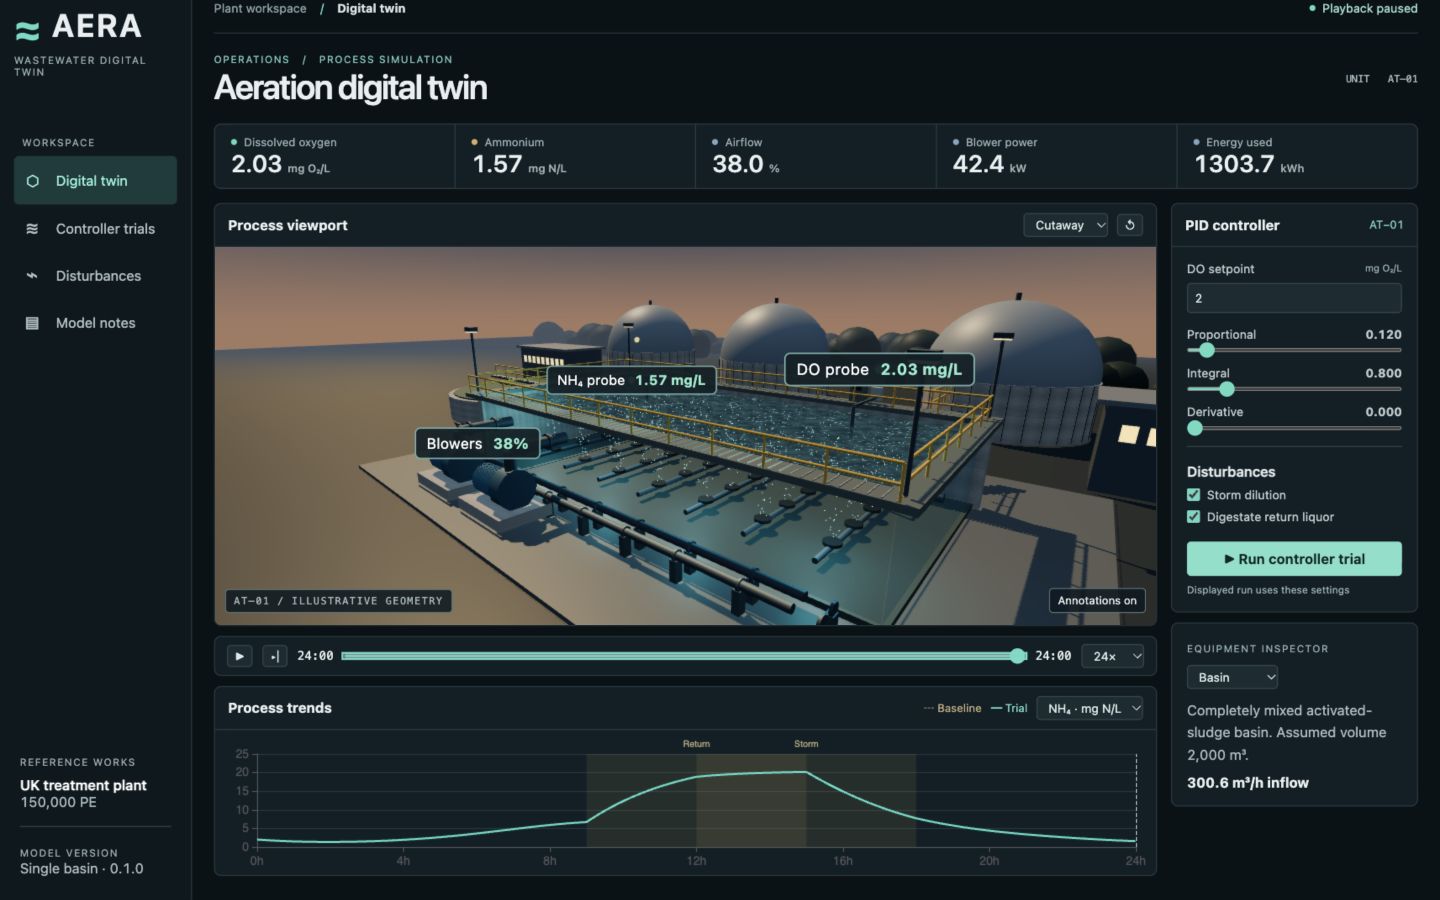 AERA
WASTEWATER DIGITAL
TWIN
WORKSPACE
Digital twin
Controller trials
Disturbances
Model notes
REFERENCE WORKS
UK treatment plant
150,000 PE
MODEL VERSION
Single basin · 0.1.0
Plant workspace / Digital twin
Playback paused
OPERATIONS / PROCESS SIMULATION
Aeration digital twin
UNIT AT-01
Dissolved oxygen
2.03 mg O₂/L
Ammonium
1.57 mg N/L
Airflow
38.0 %
Blower power
42.4 kW
Energy used
1303.7 kWh
Process viewport
Cutaway
NH₄ probe 1.57 mg/L
DO probe 2.03 mg/L
Blowers 38%
AT-01 / ILLUSTRATIVE GEOMETRY
Annotations on
24:00
24:00
24×
Process trends
Baseline
Trial
NH₄ · mg N/L
Return
Storm
25
20
15
10
5
0
0h
4h
8h
12h
16h
20h
24h
PID controller
AT-01
DO setpoint
mg O₂/L
2
Proportional
0.120
Integral
0.800
Derivative
0.000
Disturbances
Storm dilution
Digestate return liquor
Run controller trial
Displayed run uses these settings
EQUIPMENT INSPECTOR
Basin
Completely mixed activated-
sludge basin. Assumed volume
2,000 m³.
300.6 m³/h inflow